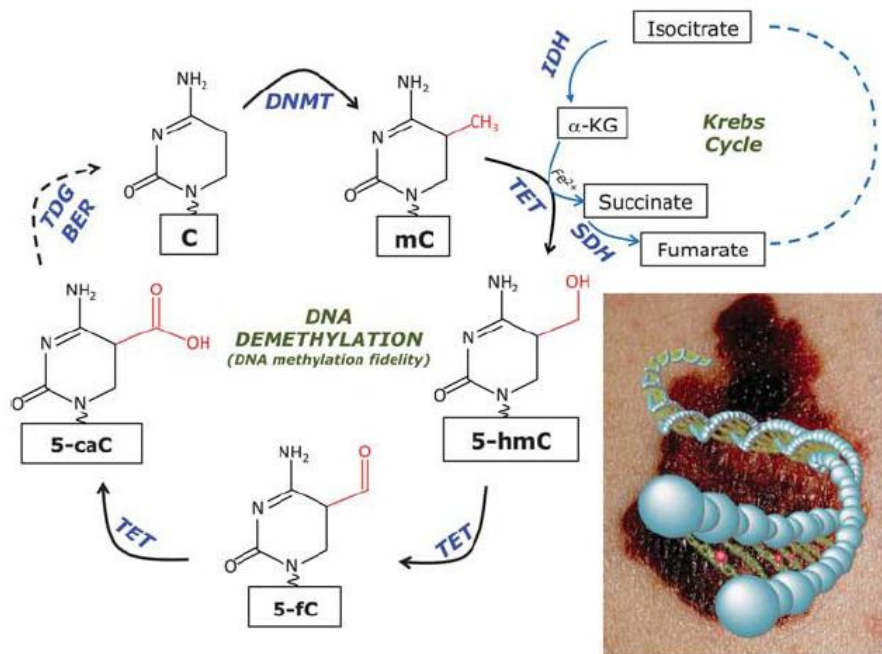 Isocitrate
IDH
α-KG
Krebs
Cycle
Fe²⁺
Succinate
SDH
Fumarate
NH₂
N
O
N
C
DNMT
NH₂
CH₃
N
O
N
mC
TET
OH
NH₂
N
O
N
5-hmC
TET
NH₂
O
N
O
N
5-fC
TET
NH₂
O
OH
N
O
N
5-caC
TDG
BER
DNA
DEMETHYLATION
(DNA methylation fidelity)